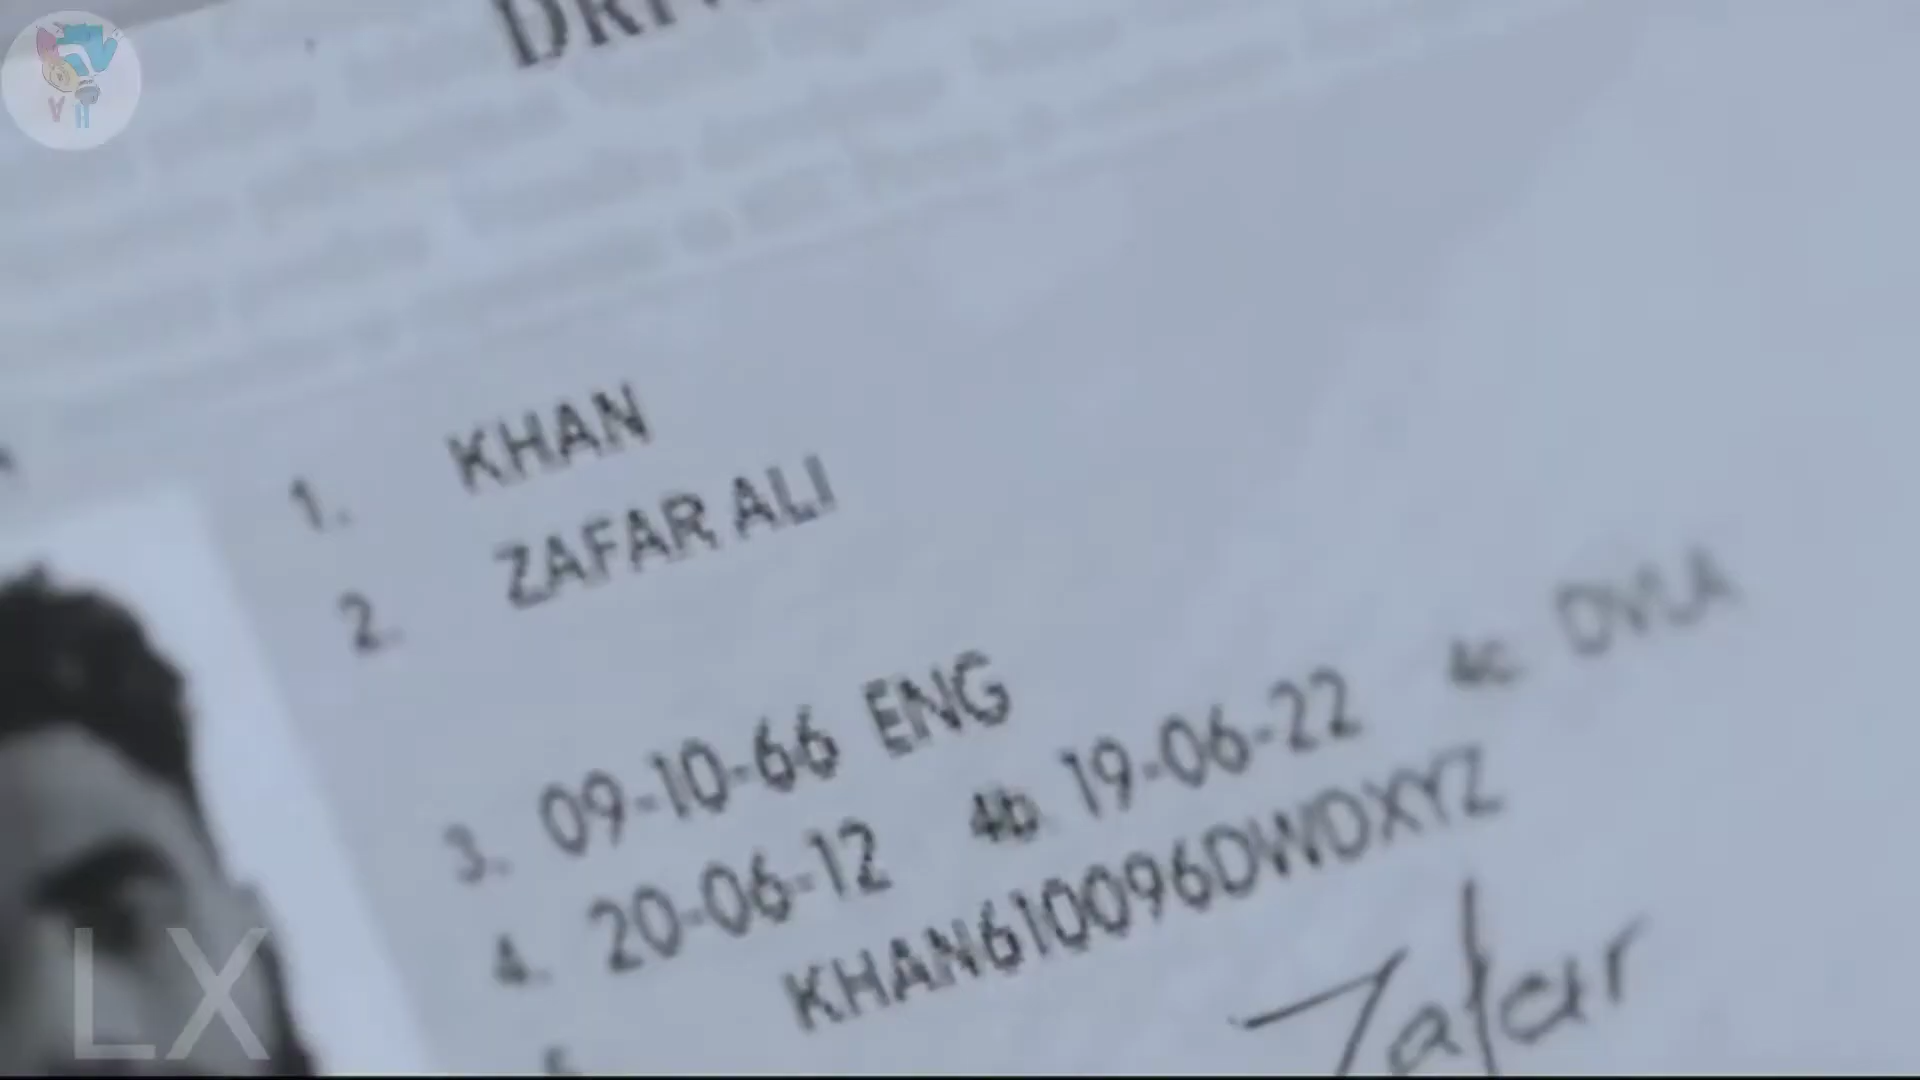 1. KHAN
2. ZAFAR ALI
3. 09-10-66 ENG
4. 20-06-12 4b 19-06-22 4c DVLA
5. KHAN610096DWDXYZ
Zafar
LX